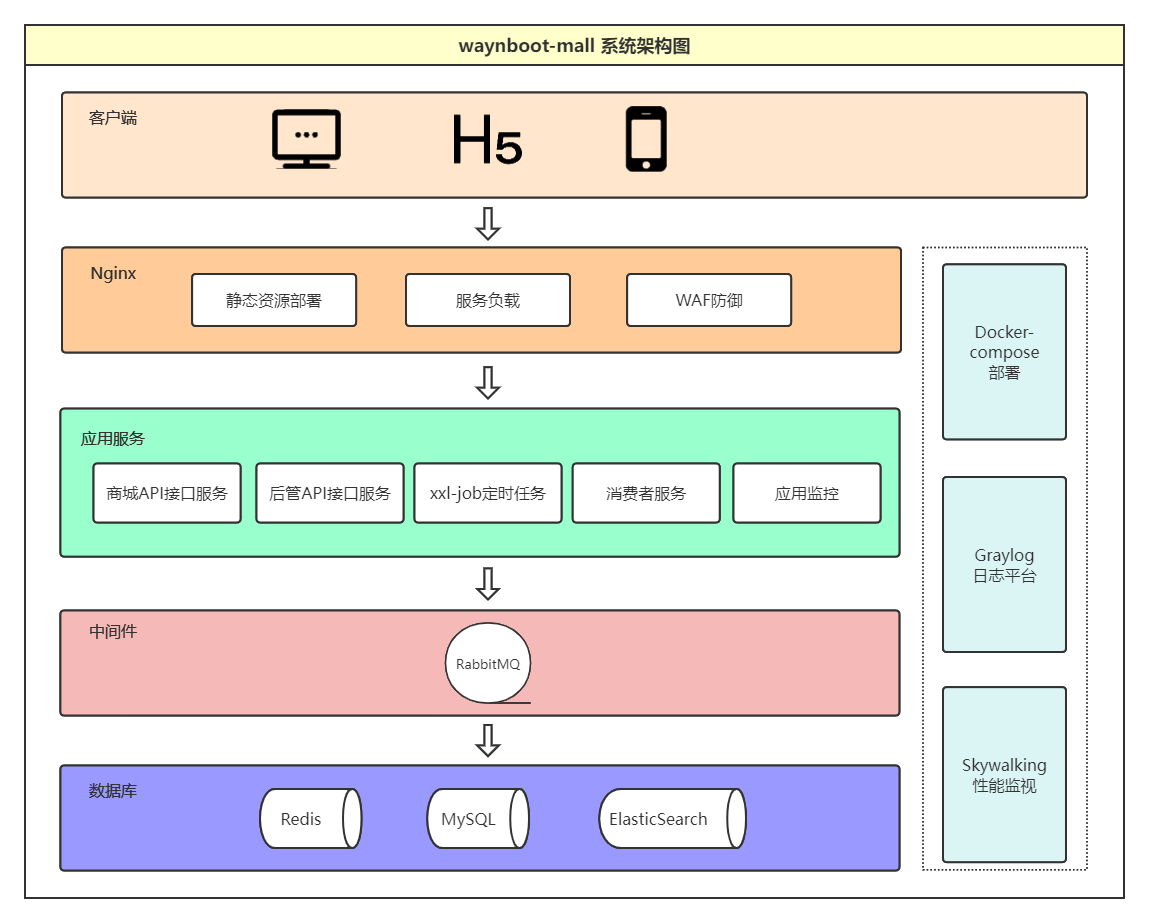 waynboot-mall 系统架构图
客户端
H5
Nginx
静态资源部署
服务负载
WAF防御
应用服务
商城API接口服务
后管API接口服务
xxl-job定时任务
消费者服务
应用监控
中间件
RabbitMQ
数据库
Redis
MySQL
ElasticSearch
Docker-
compose
部署
Graylog
日志平台
Skywalking
性能监视